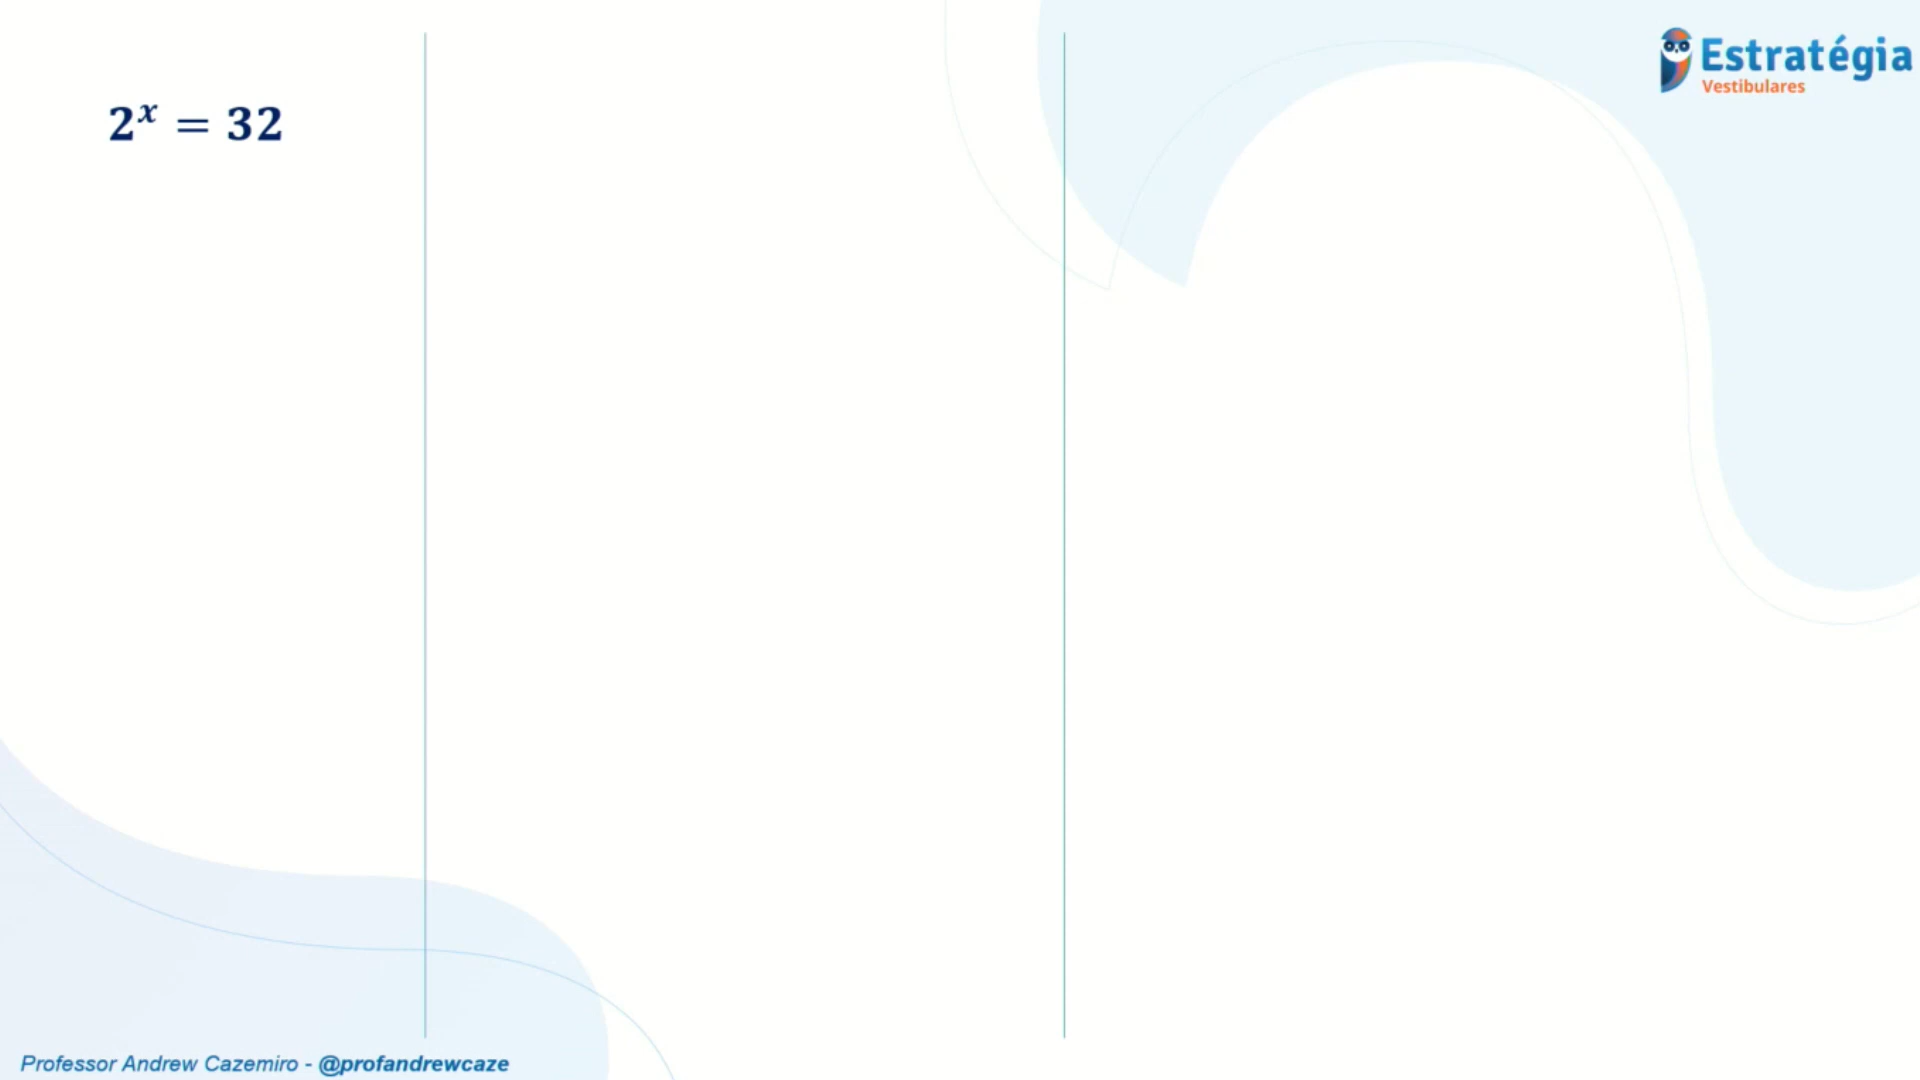 Estratégia
Vestibulares
2^x = 32
Professor Andrew Cazemiro - @profandrewcaze